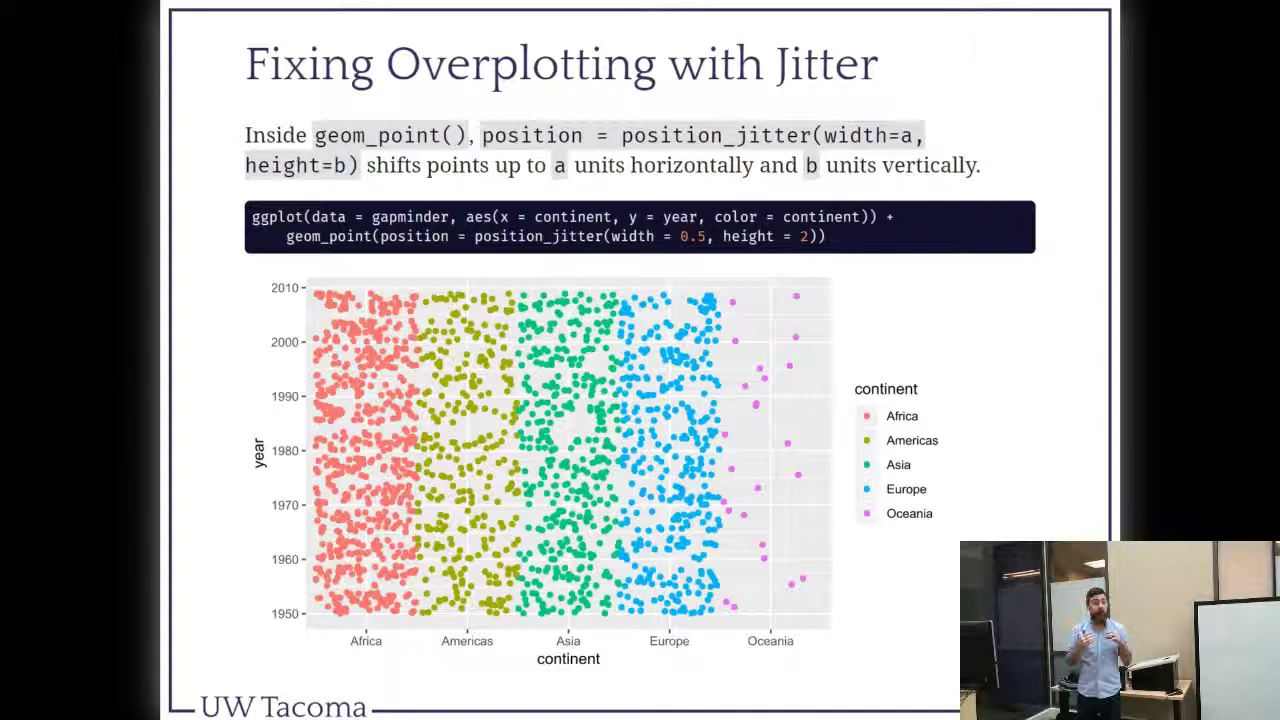 Fixing Overplotting with Jitter
Inside geom_point(), position = position_jitter(width=a,
height=b) shifts points up to a units horizontally and b units vertically.
ggplot(data = gapminder, aes(x = continent, y = year, color = continent)) +
geom_point(position = position_jitter(width = 0.5, height = 2))
2010
2000
1990
1980
1970
1960
1950
year
Africa Americas Asia Europe Oceania
continent
continent
Africa
Americas
Asia
Europe
Oceania
UW Tacoma